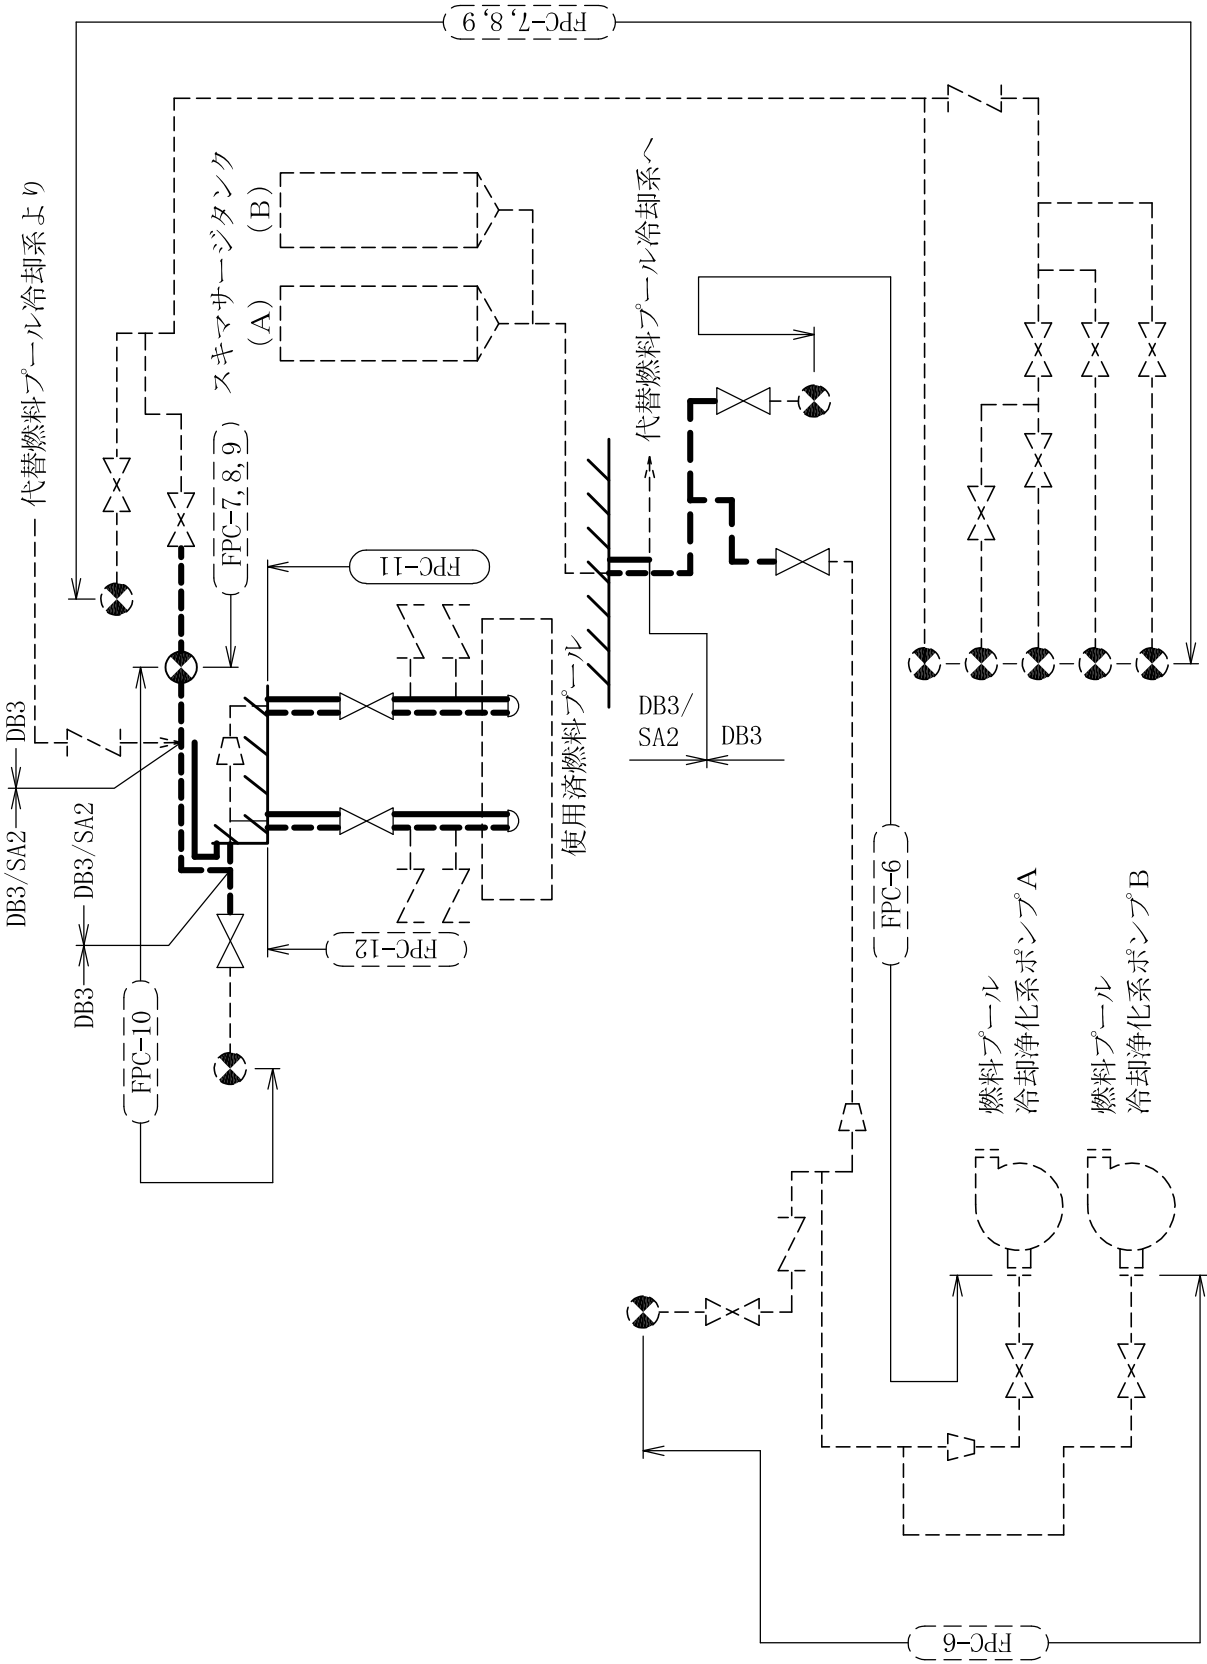 FPC-7,8,9
代替燃料プール冷却系より
スキマサージタンク
(A)
(B)
代替燃料プール冷却系へ
FPC-7,8,9
FPC-11
DB3
DB3/SA2
DB3/SA2
DB3
FPC-10
FPC-12
使用済燃料プール
DB3/
SA2
DB3
FPC-6
燃料プール
冷却浄化系ポンプA
燃料プール
冷却浄化系ポンプB
FPC-6